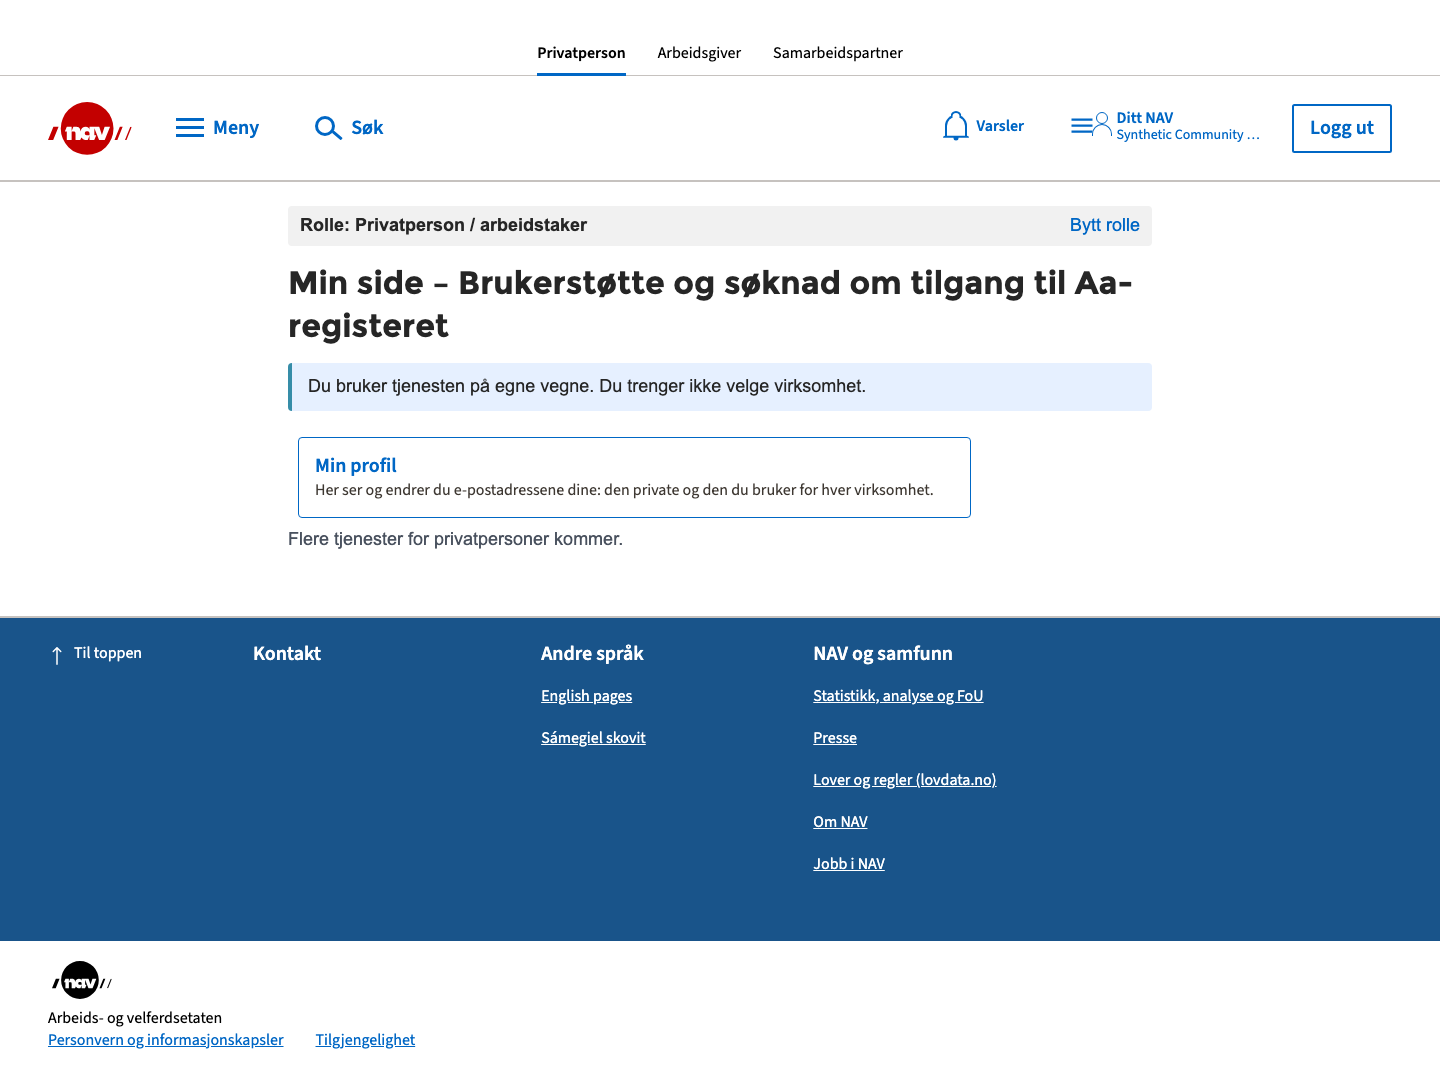 Privatperson Arbeidsgiver Samarbeidspartner
nav Meny Søk Varsler Ditt NAV Logg ut
Synthetic Community ...
Rolle: Privatperson / arbeidstaker Bytt rolle
Min side – Brukerstøtte og søknad om tilgang til Aa-
registeret
Du bruker tjenesten på egne vegne. Du trenger ikke velge virksomhet.
Min profil
Her ser og endrer du e-postadressene dine: den private og den du bruker for hver virksomhet.
Flere tjenester for privatpersoner kommer.
Til toppen
Kontakt
Andre språk
English pages
Sámegiel skovit
NAV og samfunn
Statistikk, analyse og FoU
Presse
Lover og regler (lovdata.no)
Om NAV
Jobb i NAV
nav
Arbeids- og velferdsetaten
Personvern og informasjonskapsler Tilgjengelighet